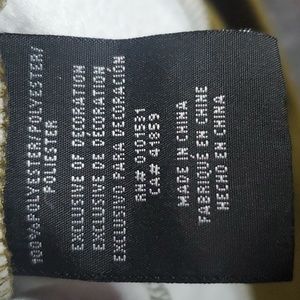 100%POLYESTER/POLYESTER/
POLIESTER
EXCLUSIVE OF DECORATION
EXCLUSIVE DE DÉCORATION
EXCLUSIVO PARA DECORACIÓN
RN# 0101531
CA# 41859
MADE IN CHINA
FABRIQUÉ EN CHINE
HECHO EN CHINA